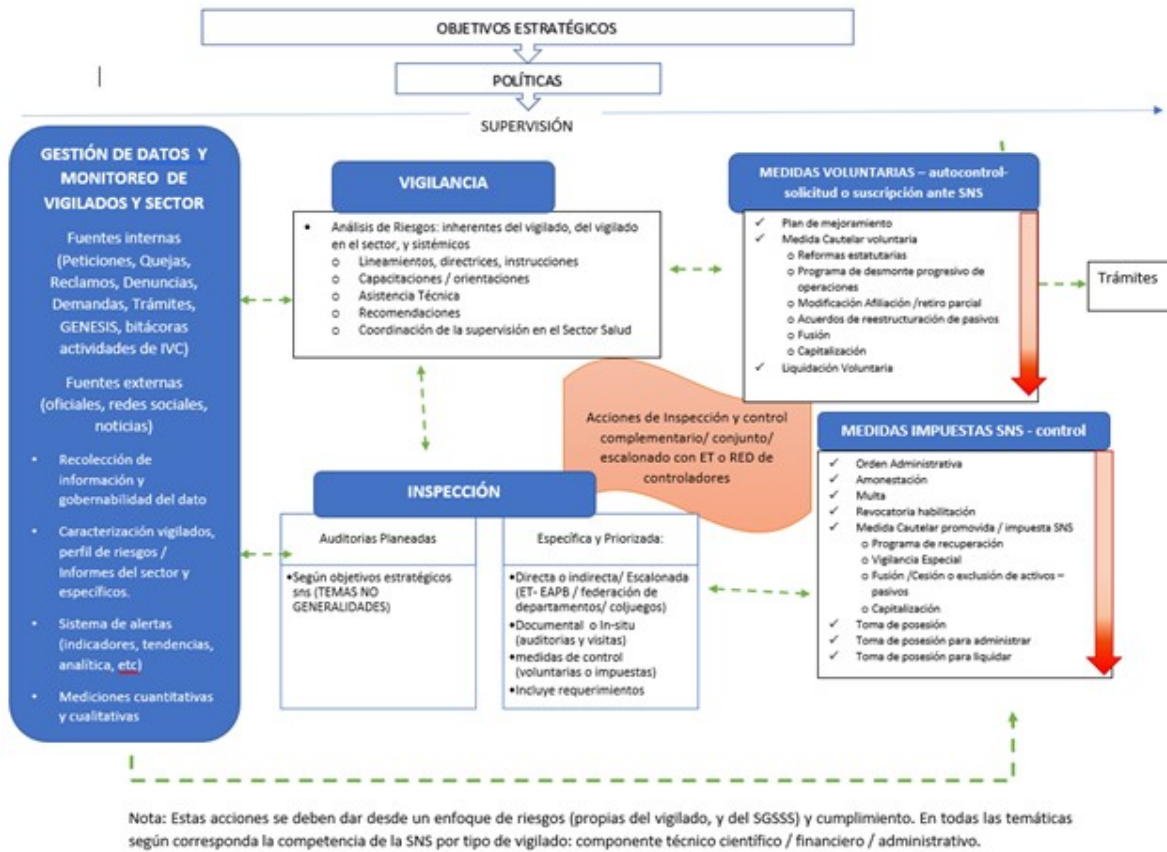 OBJETIVOS ESTRATÉGICOS
POLÍTICAS
SUPERVISIÓN
GESTIÓN DE DATOS Y
MONITOREO DE
VIGILADOS Y SECTOR
Fuentes internas
(Peticiones, Quejas,
Reclamos, Denuncias,
Demandas, Trámites,
GENESIS, bitácoras
actividades de IVC)
Fuentes externas
(oficiales, redes sociales,
noticias)
• Recolección de
información y
gobernabilidad del dato
• Caracterización vigilados,
perfil de riesgos /
Informes del sector y
específicos.
• Sistema de alertas
(indicadores, tendencias,
analítica, etc)
• Mediciones cuantitativas
y cualitativas
VIGILANCIA
• Análisis de Riesgos: inherentes del vigilado, del vigilado
en el sector, y sistémicos
o Lineamientos, directrices, instrucciones
o Capacitaciones / orientaciones
o Asistencia Técnica
o Recomendaciones
o Coordinación de la supervisión en el Sector Salud
MEDIDAS VOLUNTARIAS – autocontrol-
solicitud o suscripción ante SNS
✓ Plan de mejoramiento
✓ Medida Cautelar voluntaria
o Reformas estatutarias
o Programa de desmonte progresivo de
operaciones
o Modificación Afiliación /retiro parcial
o Acuerdos de reestructuración de pasivos
o Fusión
o Capitalización
✓ Liquidación Voluntaria
Trámites
Acciones de Inspección y control
complementario/ conjunto/
escalonado con ET o RED de
controladores
INSPECCIÓN
Auditorias Planeadas
•Según objetivos estratégicos
sns (TEMAS NO
GENERALIDADES)
Específica y Priorizada:
•Directa o indirecta/ Escalonada
(ET- EAPB / federación de
departamentos/ coljuegos)
•Documental o In-situ
(auditorias y visitas)
•medidas de control
(voluntarias o impuestas)
•Incluye requerimientos
MEDIDAS IMPUESTAS SNS - control
✓ Orden Administrativa
✓ Amonestación
✓ Multa
✓ Revocatoria habilitación
✓ Medida Cautelar promovida / impuesta SNS
o Programa de recuperación
o Vigilancia Especial
o Fusión /Cesión o exclusión de activos –
pasivos
o Capitalización
✓ Toma de posesión
✓ Toma de posesión para administrar
✓ Toma de posesión para liquidar
Nota: Estas acciones se deben dar desde un enfoque de riesgos (propias del vigilado, y del SGSSS) y cumplimiento. En todas las temáticas
según corresponda la competencia de la SNS por tipo de vigilado: componente técnico científico / financiero / administrativo.